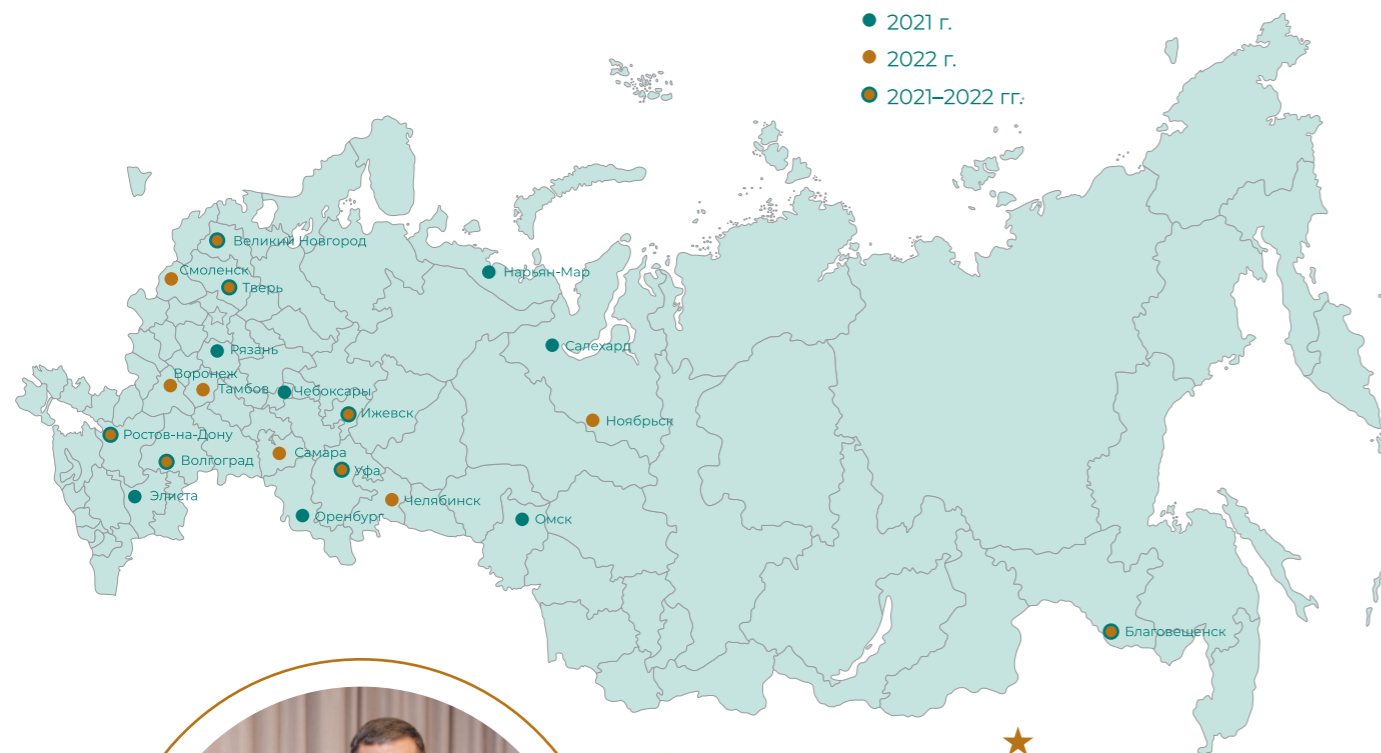 2021 г.
2022 г.
2021–2022 гг.
Великий Новгород
Смоленск
Нарьян-Мар
Тверь
Салехард
Рязань
Воронеж
Тамбов
Чебоксары
Ижевск
Ноябрьск
Ростов-на-Дону
Самара
Волгоград
Уфа
Элиста
Челябинск
Оренбург
Омск
Благовещенск